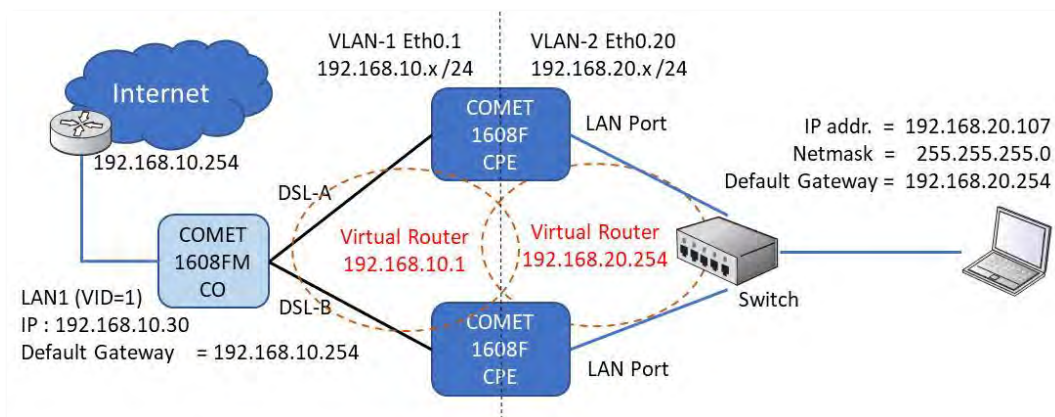 VLAN-1 Eth0.1
192.168.10.x /24
VLAN-2 Eth0.20
192.168.20.x /24
Internet
192.168.10.254
COMET
1608F
CPE
LAN Port
IP addr. = 192.168.20.107
Netmask = 255.255.255.0
Default Gateway = 192.168.20.254
DSL-A
COMET
1608FM
CO
Virtual Router
192.168.10.1
Virtual Router
192.168.20.254
Switch
LAN1 (VID=1)
IP : 192.168.10.30
Default Gateway = 192.168.10.254
DSL-B
COMET
1608F
CPE
LAN Port